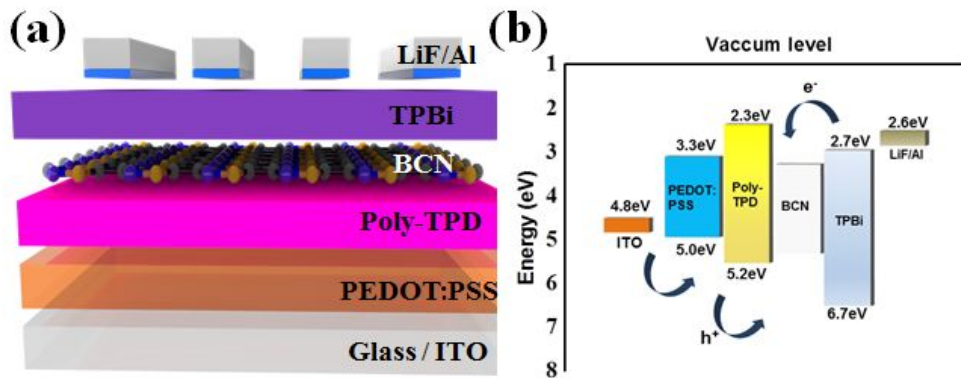 (a)
LiF/Al
TPBi
BCN
Poly-TPD
PEDOT:PSS
Glass / ITO
(b)
Vaccum level
1
2
3
4
5
6
7
8
Energy (eV)
4.8eV
ITO
3.3eV
PEDOT:
PSS
5.0eV
2.3eV
Poly-
TPD
5.2eV
BCN
e-
2.7eV
TPBi
6.7eV
2.6eV
LiF/Al
h+